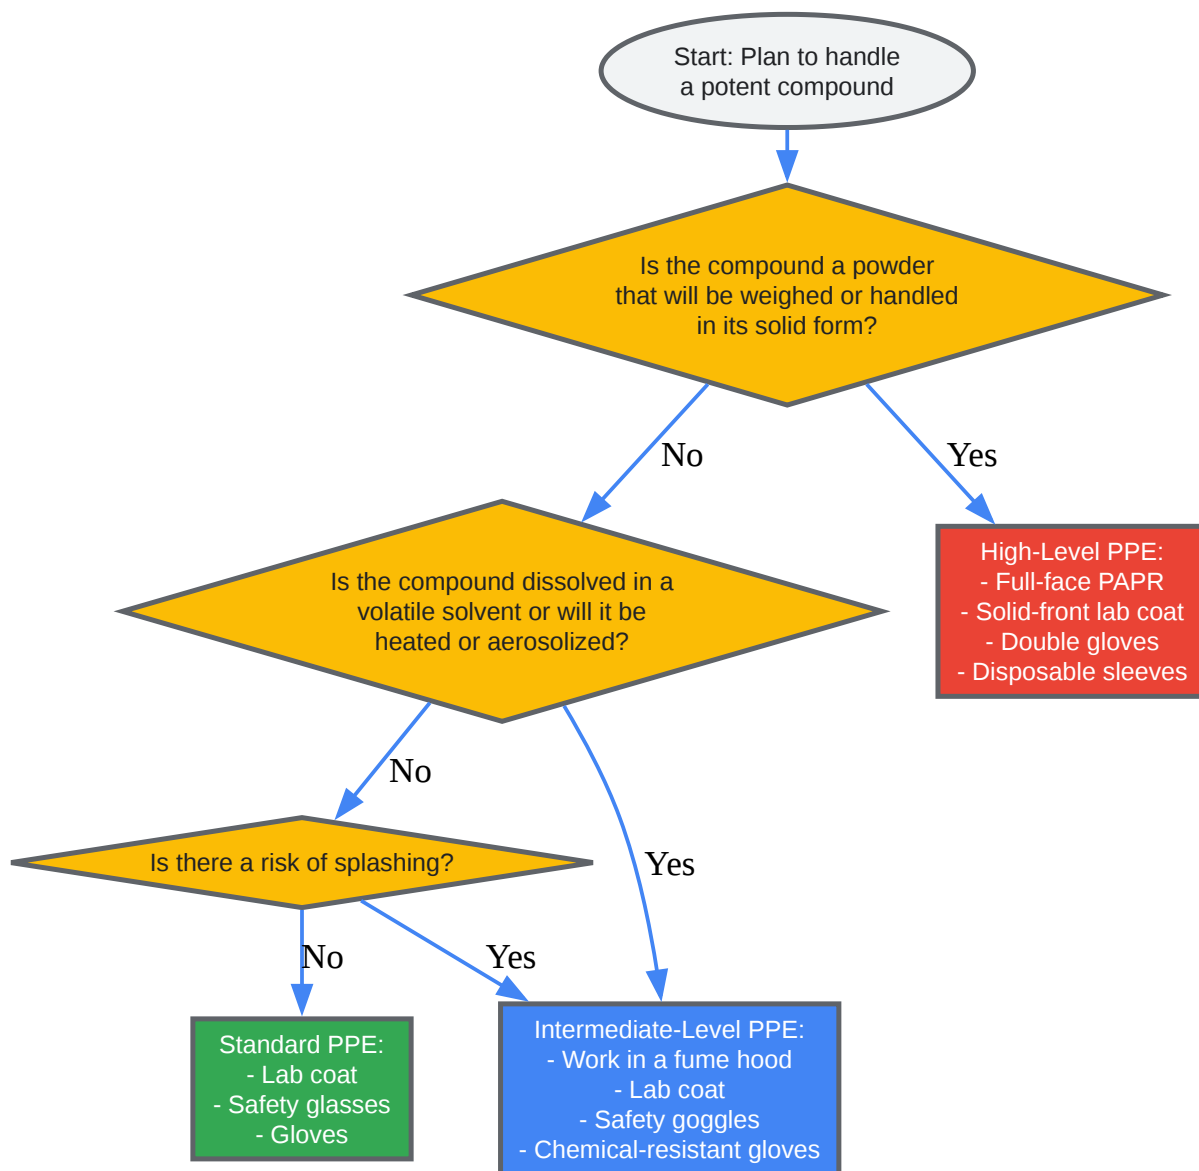 Start: Plan to handle
a potent compound
Is the compound a powder
that will be weighed or handled
in its solid form?
No
Yes
High-Level PPE:
- Full-face PAPR
- Solid-front lab coat
- Double gloves
- Disposable sleeves
Is the compound dissolved in a
volatile solvent or will it be
heated or aerosolized?
No
Yes
Is there a risk of splashing?
No
Yes
Standard PPE:
- Lab coat
- Safety glasses
- Gloves
Intermediate-Level PPE:
- Work in a fume hood
- Lab coat
- Safety goggles
- Chemical-resistant gloves